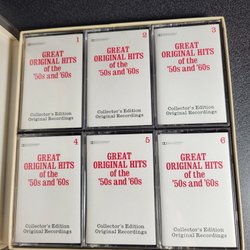 1
GREAT
ORIGINAL HITS
of the
'50s and '60s
Collector's Edition
Original Recordings
2
GREAT
ORIGINAL HITS
of the
'50s and '60s
Collector's Edition
Original Recordings
3
GREAT
ORIGINAL HITS
of the
'50s and '60s
Collector's Edition
Original Recordings
4
GREAT
ORIGINAL HITS
of the
'50s and '60s
Collector's Edition
Original Recordings
5
GREAT
ORIGINAL HITS
of the
'50s and '60s
Collector's Edition
Original Recordings
6
GREAT
ORIGINAL HITS
of the
'50s and '60s
Collector's Edition
Original Recordings